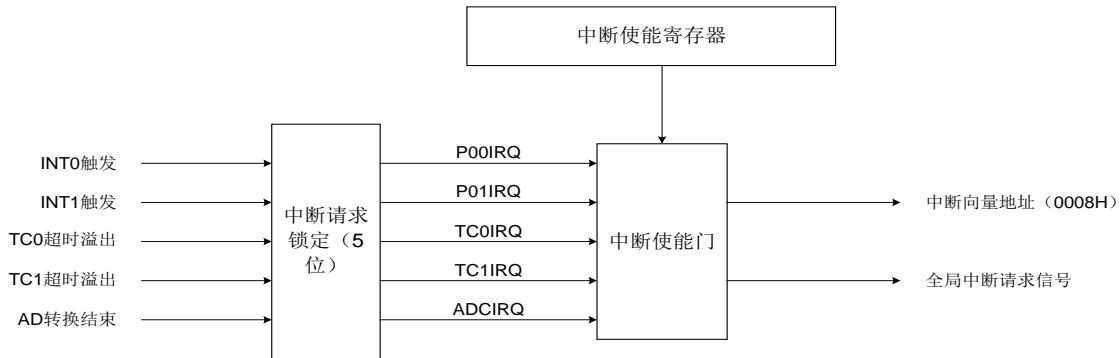 中断使能寄存器
INT0触发
INT1触发
TC0超时溢出
TC1超时溢出
AD转换结束
中断请求
锁定（5
位）
P00IRQ
P01IRQ
TC0IRQ
TC1IRQ
ADCIRQ
中断使能门
中断向量地址（0008H）
全局中断请求信号